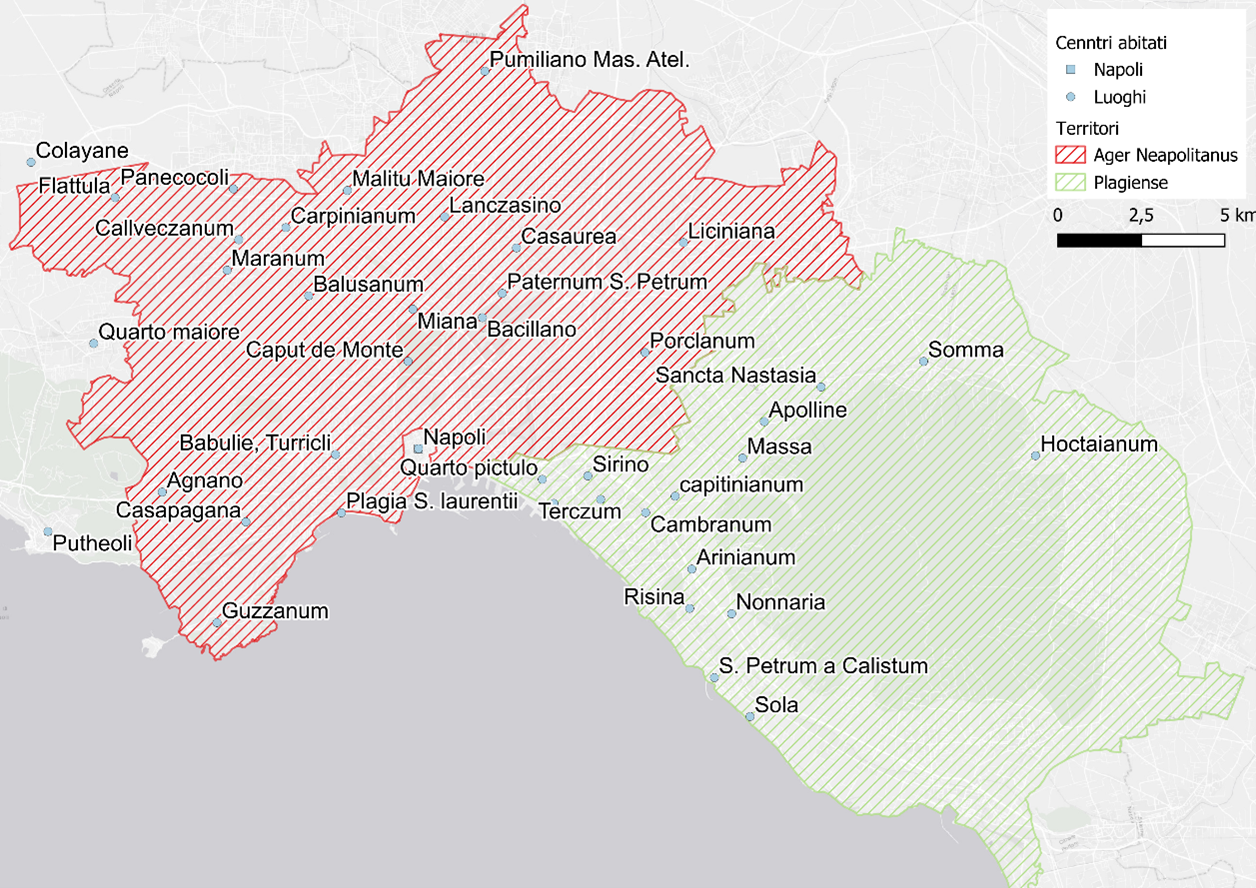 Cenntri abitati
Napoli
Luoghi
Territori
Ager Neapolitanus
Plagiense
0 2,5 5 km
Pumiliano Mas. Atel.
Colayane
Flattula
Panecocoli
Malitu Maiore
Lanczasino
Carpinianum
Callveczanum
Casaurea
Liciniana
Maranum
Balusanum
Paternum S. Petrum
Miana
Bacillano
Quarto maiore
Caput de Monte
Porclanum
Somma
Sancta Nastasia
Apolline
Massa
Hoctaianum
Babulie, Turricli
Napoli
Quarto pictulo
Sirino
Agnano
capitinianum
Casapagana
Plagia S. laurentii
Terczum
Cambranum
Putheoli
Arinianum
Risina
Nonnaria
Guzzanum
S. Petrum a Calistum
Sola